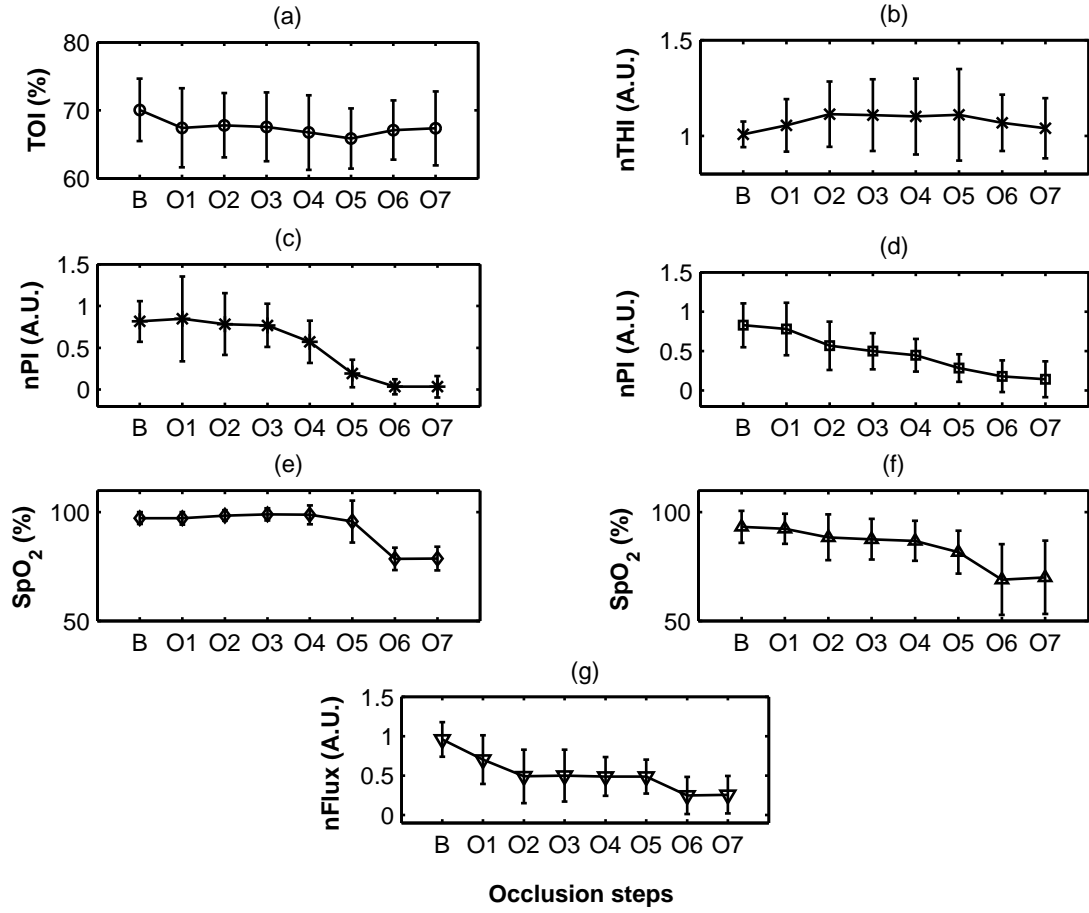 (a)
TOI (%)
80
70
60
B O1 O2 O3 O4 O5 O6 O7
(b)
nTHI (A.U.)
1.5
1
B O1 O2 O3 O4 O5 O6 O7
(c)
nPI (A.U.)
1.5
1
0.5
0
B O1 O2 O3 O4 O5 O6 O7
(d)
nPI (A.U.)
1.5
1
0.5
0
B O1 O2 O3 O4 O5 O6 O7
(e)
SpO2 (%)
100
50
B O1 O2 O3 O4 O5 O6 O7
(f)
SpO2 (%)
100
50
B O1 O2 O3 O4 O5 O6 O7
(g)
nFlux (A.U.)
1.5
1
0.5
0
B O1 O2 O3 O4 O5 O6 O7
Occlusion steps